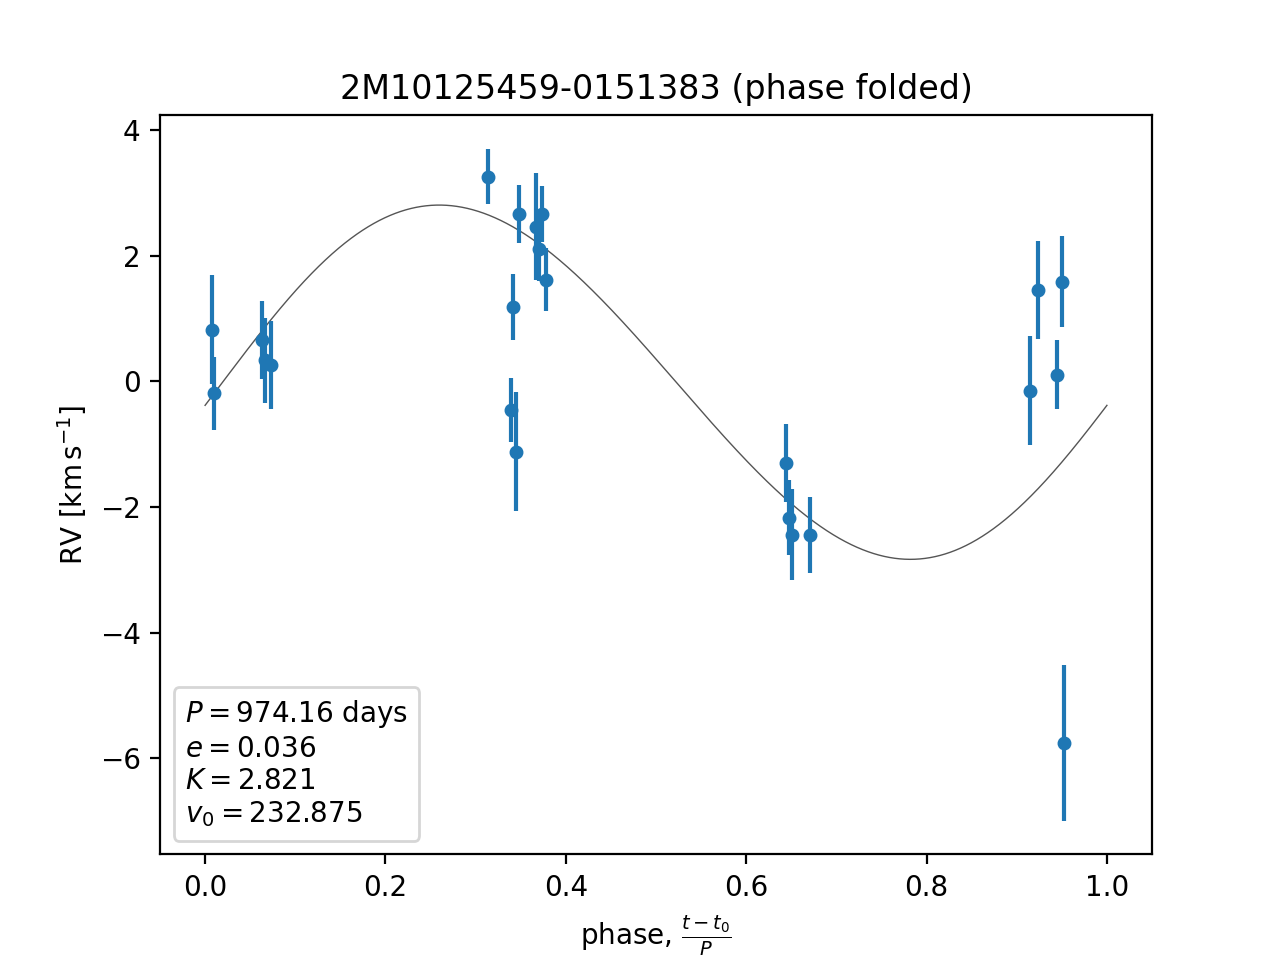 2M10125459-0151383 (phase folded)
4
2
0
−2
−4
−6
RV [km s⁻¹]
P = 974.16 days
e = 0.036
K = 2.821
v₀ = 232.875
0.0 0.2 0.4 0.6 0.8 1.0
phase, (t − t₀)/P